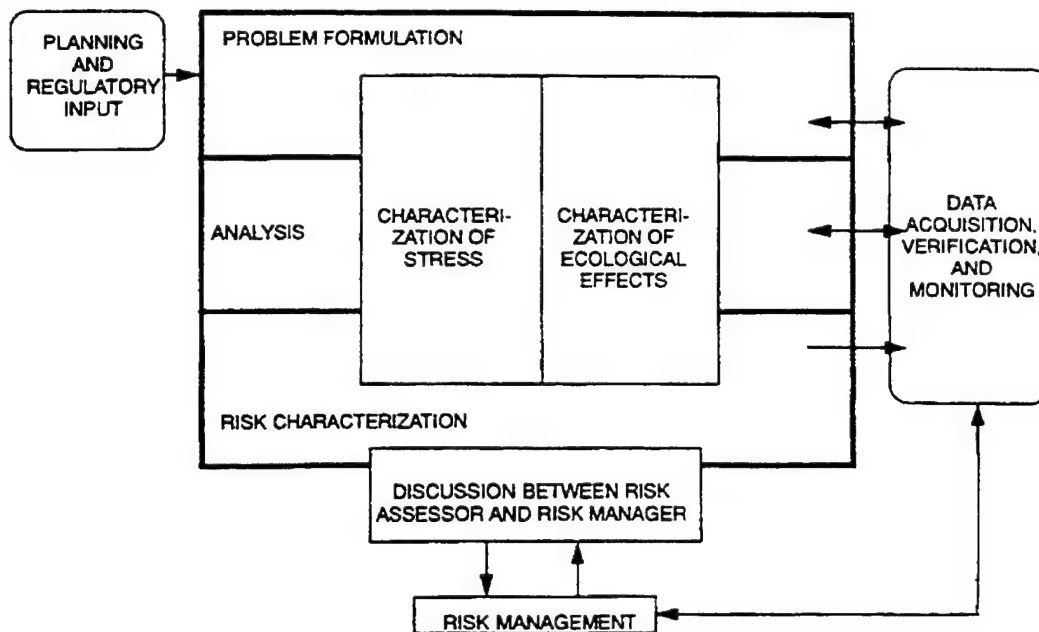 PLANNING
AND
REGULATORY
INPUT
PROBLEM FORMULATION
ANALYSIS
CHARACTERI-
ZATION OF
STRESS
CHARACTERI-
ZATION OF
ECOLOGICAL
EFFECTS
DATA
ACQUISITION,
VERIFICATION,
AND
MONITORING
RISK CHARACTERIZATION
DISCUSSION BETWEEN RISK
ASSESSOR AND RISK MANAGER
RISK MANAGEMENT